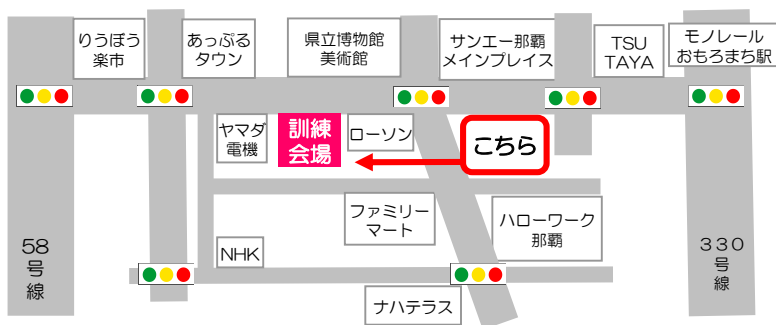 りうぼう
楽市
あっぷる
タウン
県立博物館
美術館
サンエー那覇
メインプレイス
TSU
TAYA
モノレール
おもろまち駅
ヤマダ
電機
訓練
会場
ローソン
こちら
ファミリー
マート
ハローワーク
那覇
58
号
線
NHK
330
号
線
ナハテラス